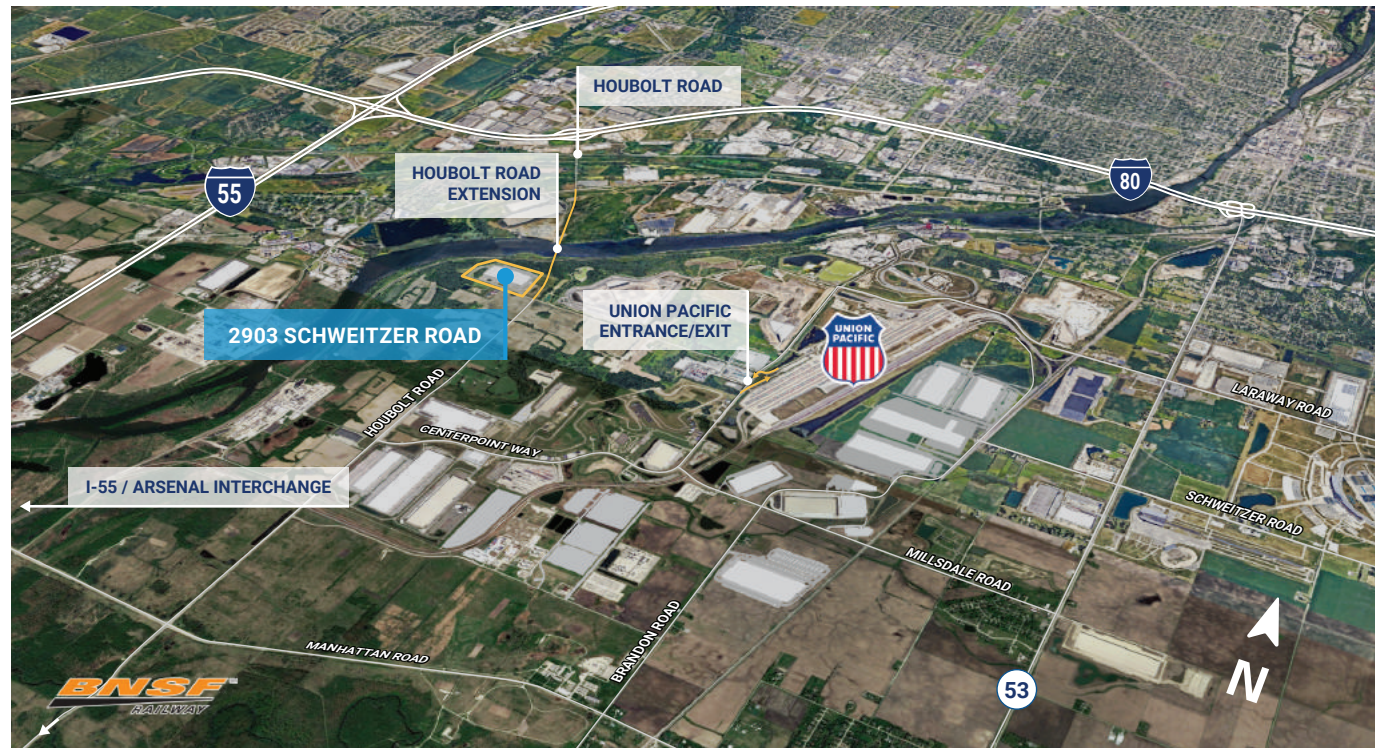 HOUBOLT ROAD
HOUBOLT ROAD
EXTENSION
55
80
2903 SCHWEITZER ROAD
UNION PACIFIC
ENTRANCE/EXIT
UNION
PACIFIC
HOUBOLT ROAD
LARAWAY ROAD
CENTERPOINT WAY
I-55 / ARSENAL INTERCHANGE
SCHWEITZER ROAD
MILLSDALE ROAD
BRANDON ROAD
MANHATTAN ROAD
BNSF
RAILWAY
53
N